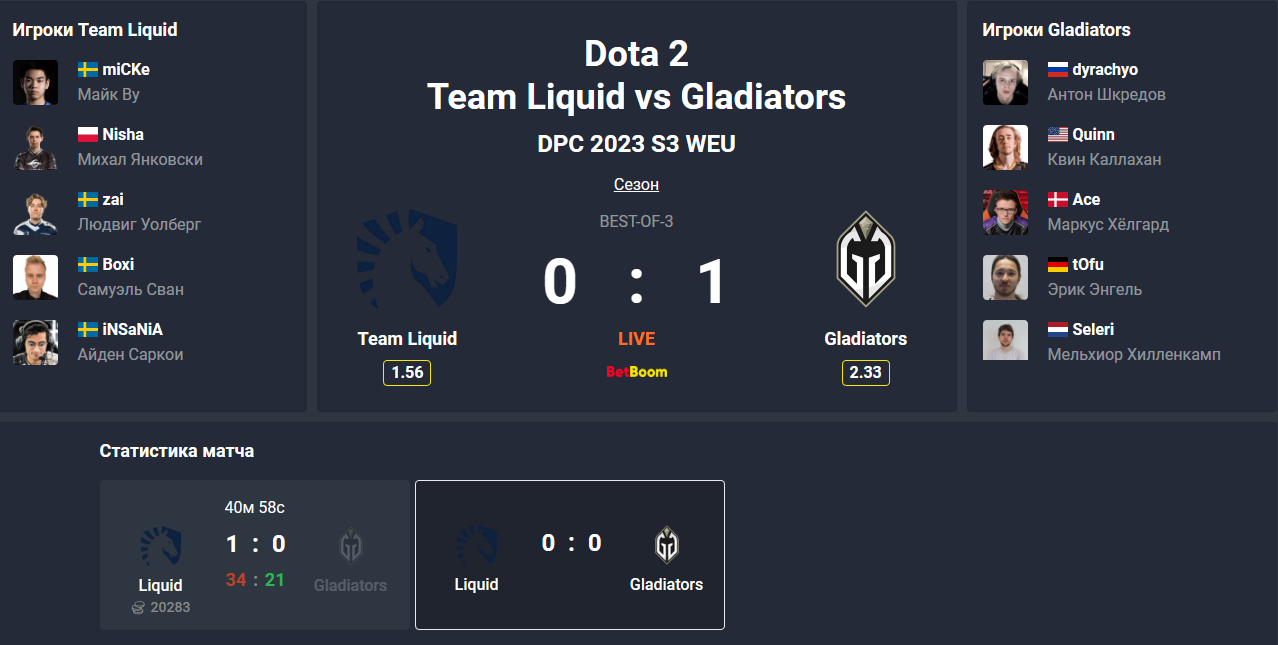 Игроки Team Liquid
miCKe
Майк Ву
Nisha
Михал Янковски
zai
Людвиг Уолберг
Boxi
Самуэль Сван
iNSaNiA
Айден Саркои
Dota 2
Team Liquid vs Gladiators
DPC 2023 S3 WEU
Сезон
BEST-OF-3
0 : 1
Team Liquid
LIVE
Gladiators
1.56
BetBoom
2.33
Игроки Gladiators
dyrachyo
Антон Шкредов
Quinn
Квин Каллахан
Ace
Маркус Хёлгард
tOfu
Эрик Энгель
Seleri
Мельхиор Хилленкамп
Статистика матча
40м 58с
1 : 0
34 : 21
Liquid
Gladiators
20283
0 : 0
Liquid
Gladiators